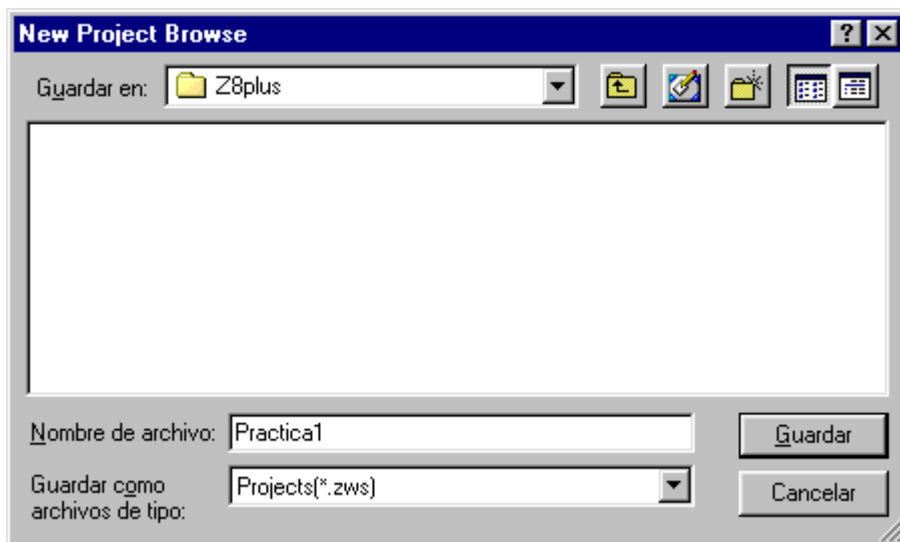 New Project Browse
Guardar en: Z8plus
Nombre de archivo: Practica1 Guardar
Guardar como
archivos de tipo: Projects(*.zws) Cancelar